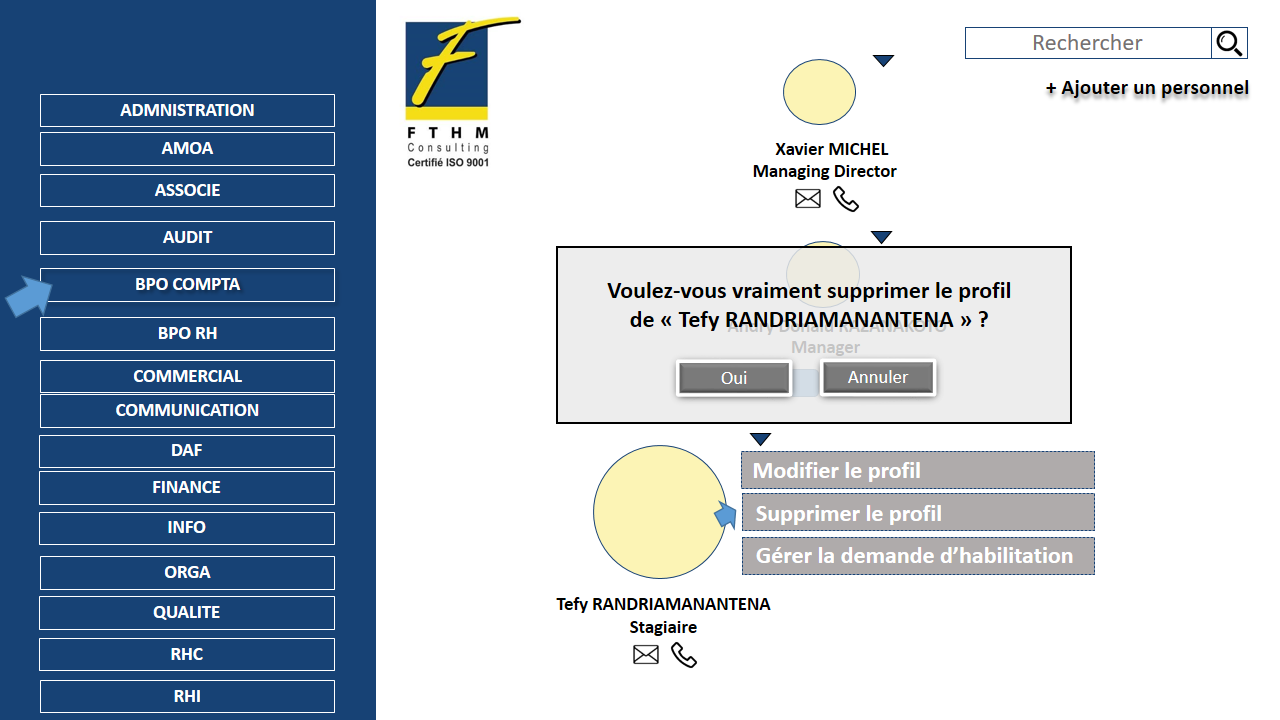 ADMNISTRATION
AMOA
ASSOCIE
AUDIT
BPO COMPTA
BPO RH
COMMERCIAL
COMMUNICATION
DAF
FINANCE
INFO
ORGA
QUALITE
RHC
RHI
FTHM
Consulting
Certifié ISO 9001
Rechercher
+ Ajouter un personnel
Xavier MICHEL
Managing Director
Voulez-vous vraiment supprimer le profil
de « Tefy RANDRIAMANANTENA » ?
Manager
Oui
Annuler
Modifier le profil
Supprimer le profil
Gérer la demande d’habilitation
Tefy RANDRIAMANANTENA
Stagiaire